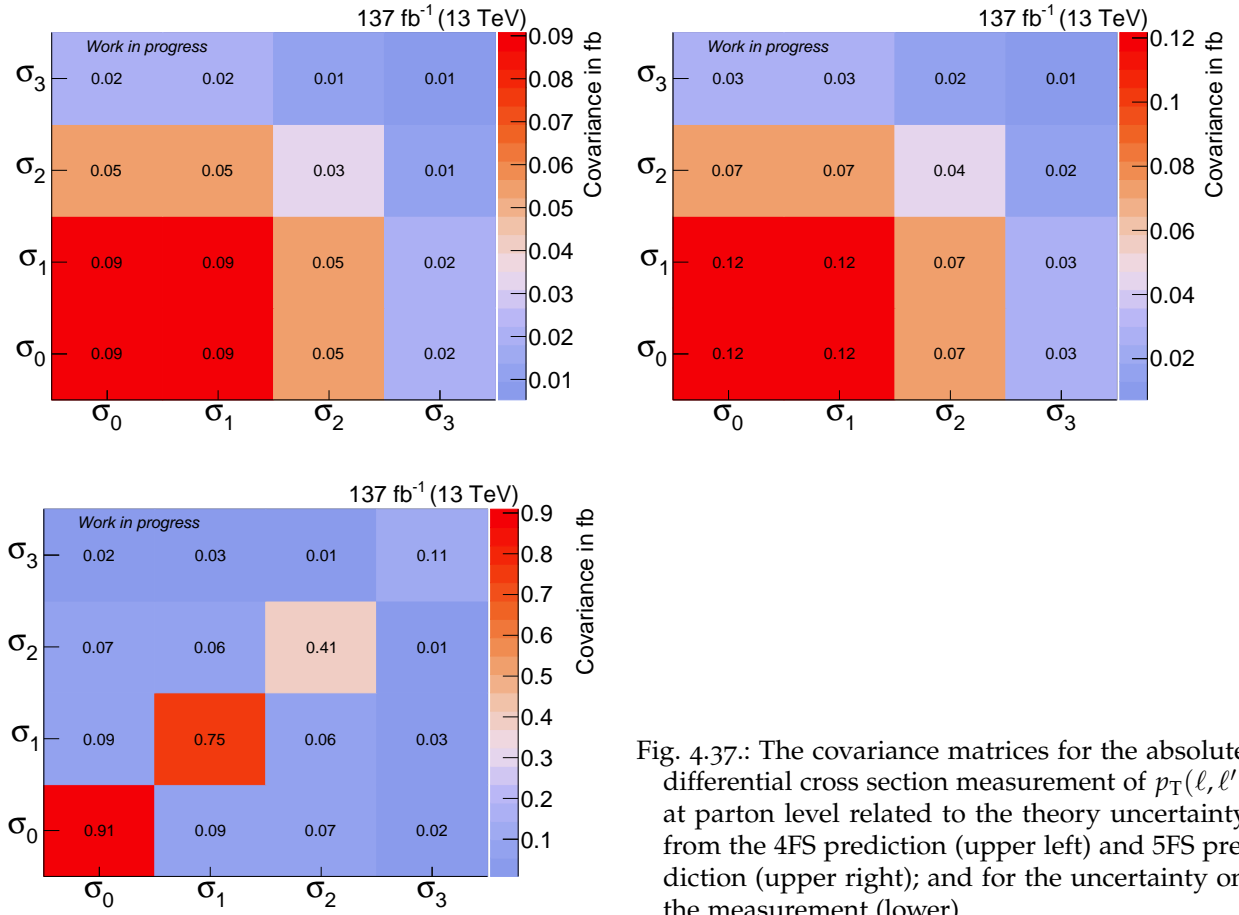 137 fb-1 (13 TeV)
Work in progress
σ3 0.02 0.02 0.01 0.01
σ2 0.05 0.05 0.03 0.01
σ1 0.09 0.09 0.05 0.02
σ0 0.09 0.09 0.05 0.02
σ0 σ1 σ2 σ3
0.09
0.08
0.07
0.06
0.05
0.04
0.03
0.02
0.01
Covariance in fb
137 fb-1 (13 TeV)
Work in progress
σ3 0.03 0.03 0.02 0.01
σ2 0.07 0.07 0.04 0.02
σ1 0.12 0.12 0.07 0.03
σ0 0.12 0.12 0.07 0.03
σ0 σ1 σ2 σ3
0.12
0.1
0.08
0.06
0.04
0.02
Covariance in fb
137 fb-1 (13 TeV)
Work in progress
σ3 0.02 0.03 0.01 0.11
σ2 0.07 0.06 0.41 0.01
σ1 0.09 0.75 0.06 0.03
σ0 0.91 0.09 0.07 0.02
σ0 σ1 σ2 σ3
0.9
0.8
0.7
0.6
0.5
0.4
0.3
0.2
0.1
Covariance in fb
Fig. 4.37.: The covariance matrices for the absolute
differential cross section measurement of pT(ℓ, ℓ′
at parton level related to the theory uncertainty
from the 4FS prediction (upper left) and 5FS pre
diction (upper right); and for the uncertainty on
the measurement (lower)